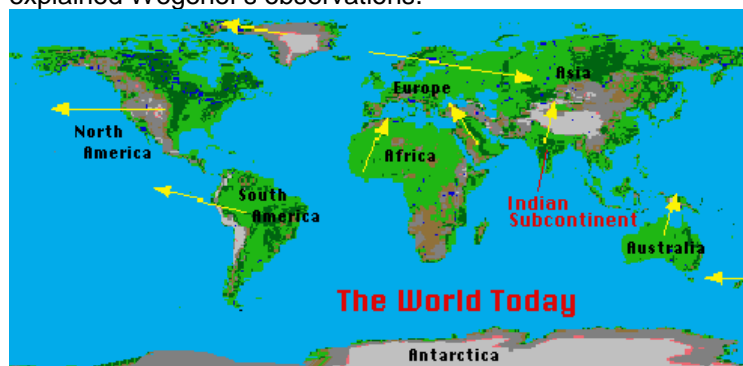 explained Wegener's observations.
Asia
Europe
North
America
Africa
South
America
Indian
Subcontinent
Australia
The World Today
Antarctica